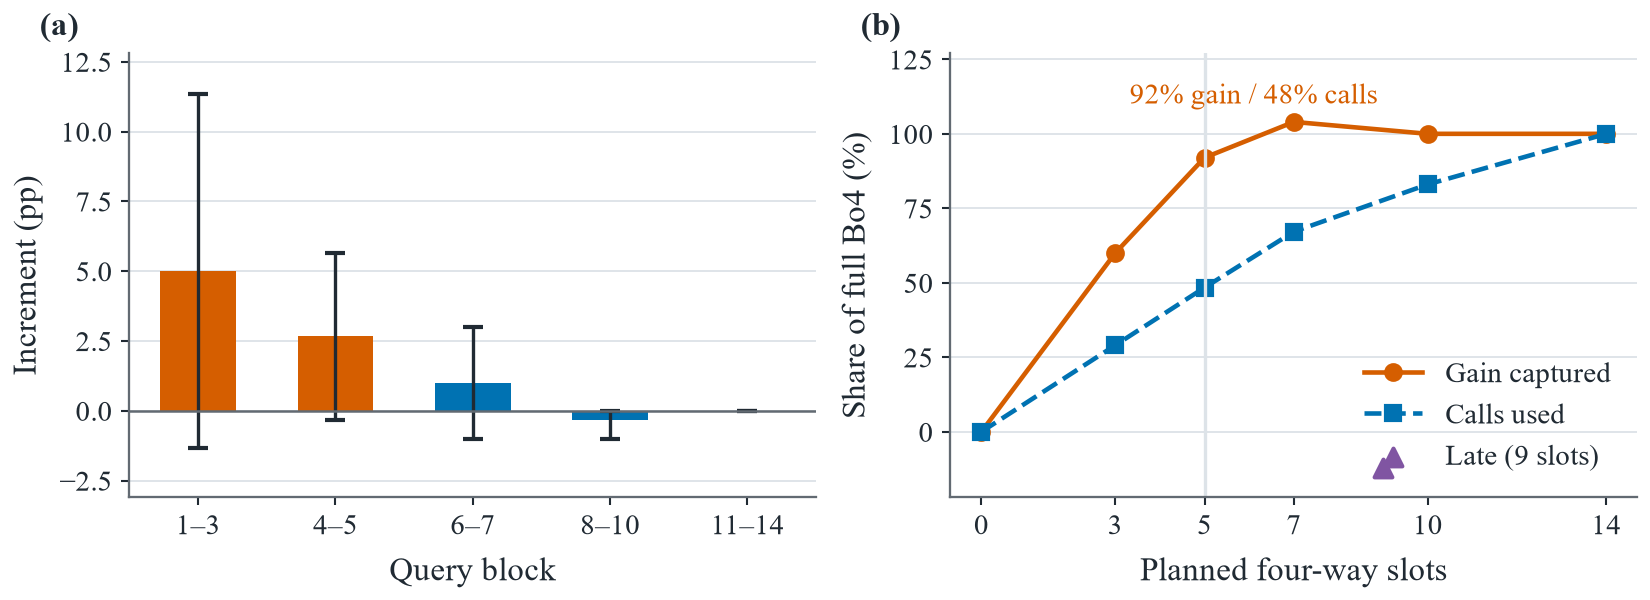 (a)
12.5
10.0
7.5
5.0
2.5
0.0
−2.5
Increment (pp)
1–3
4–5
6–7
8–10
11–14
Query block
(b)
125
100
75
50
25
0
Share of full Bo4 (%)
92% gain / 48% calls
Gain captured
Calls used
Late (9 slots)
0
3
5
7
10
14
Planned four-way slots